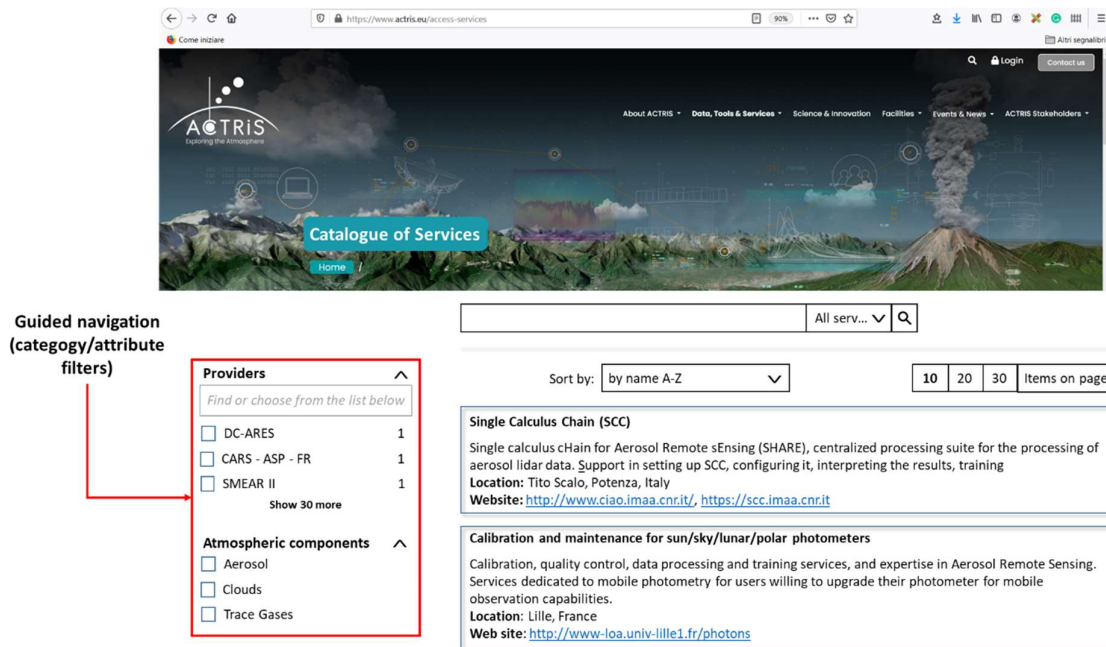 https://www.actris.eu/access-services
90%
Come iniziare
Altri segnalibri
Login
Contact us
ACTRiS
Exploring the Atmosphere
About ACTRIS
Data, Tools & Services
Science & Innovation
Facilities
Events & News
ACTRIS Stakeholders
Catalogue of Services
Home /
Guided navigation
(categogy/attribute
filters)
All serv...
Providers
Find or choose from the list below
DC-ARES 1
CARS - ASP - FR 1
SMEAR II 1
Show 30 more
Atmospheric components
Aerosol
Clouds
Trace Gases
Sort by: by name A-Z
10 20 30 Items on page
Single Calculus Chain (SCC)
Single calculus cHain for Aerosol Remote sEnsing (SHARE), centralized processing suite for the processing of
aerosol lidar data. Support in setting up SCC, configuring it, interpreting the results, training
Location: Tito Scalo, Potenza, Italy
Website: http://www.ciao.imaa.cnr.it/, https://scc.imaa.cnr.it
Calibration and maintenance for sun/sky/lunar/polar photometers
Calibration, quality control, data processing and training services, and expertise in Aerosol Remote Sensing.
Services dedicated to mobile photometry for users willing to upgrade their photometer for mobile
observation capabilities.
Location: Lille, France
Web site: http://www-loa.univ-lille1.fr/photons